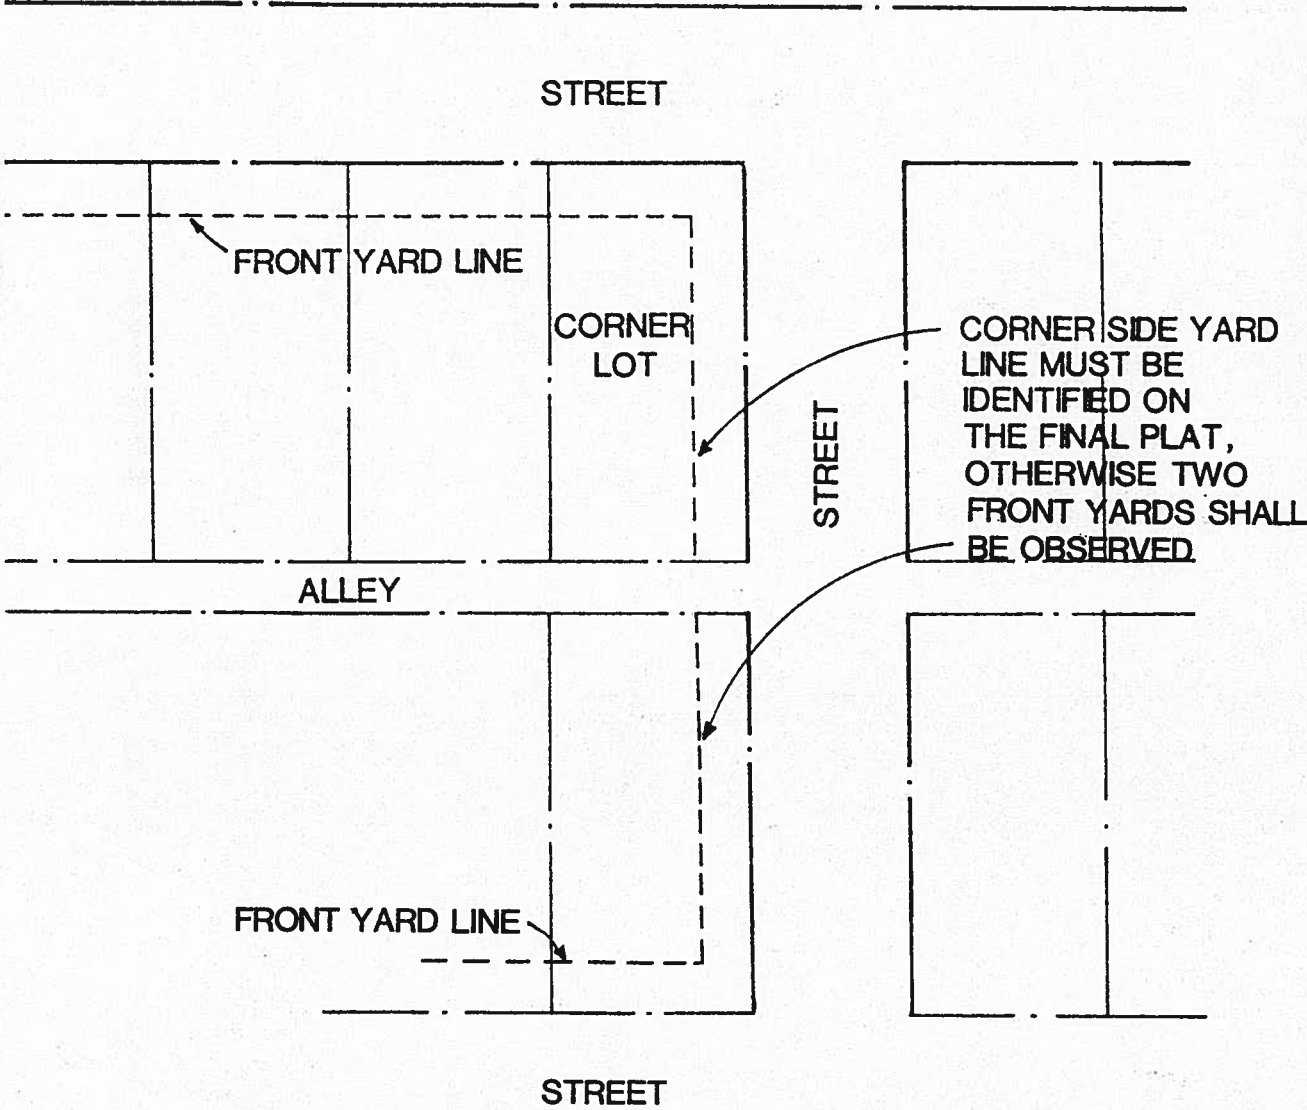 STREET
FRONT YARD LINE
CORNER
LOT
CORNER SIDE YARD
LINE MUST BE
IDENTIFIED ON
THE FINAL PLAT,
OTHERWISE TWO
FRONT YARDS SHALL
BE OBSERVED
STREET
ALLEY
FRONT YARD LINE
STREET